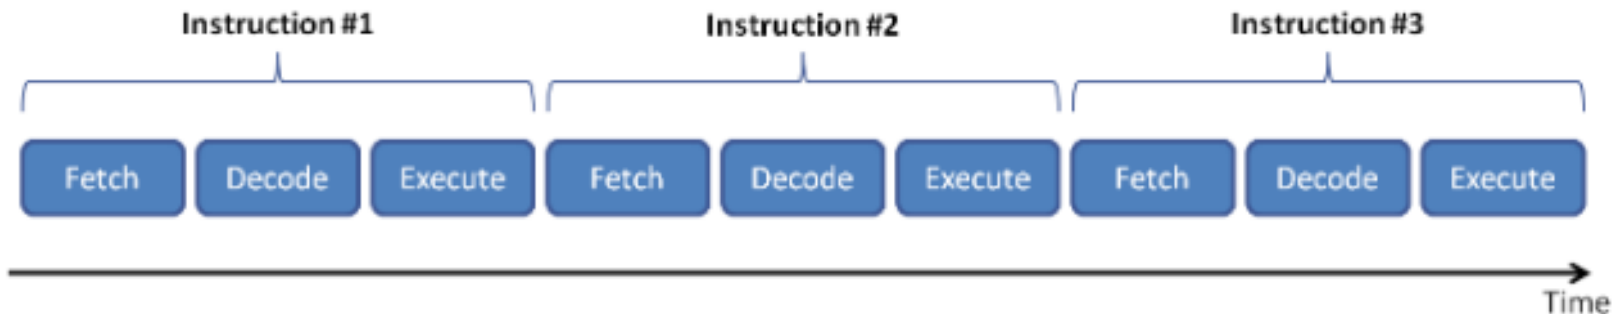 Instruction #1 Instruction #2 Instruction #3
Fetch Decode Execute Fetch Decode Execute Fetch Decode Execute
Time